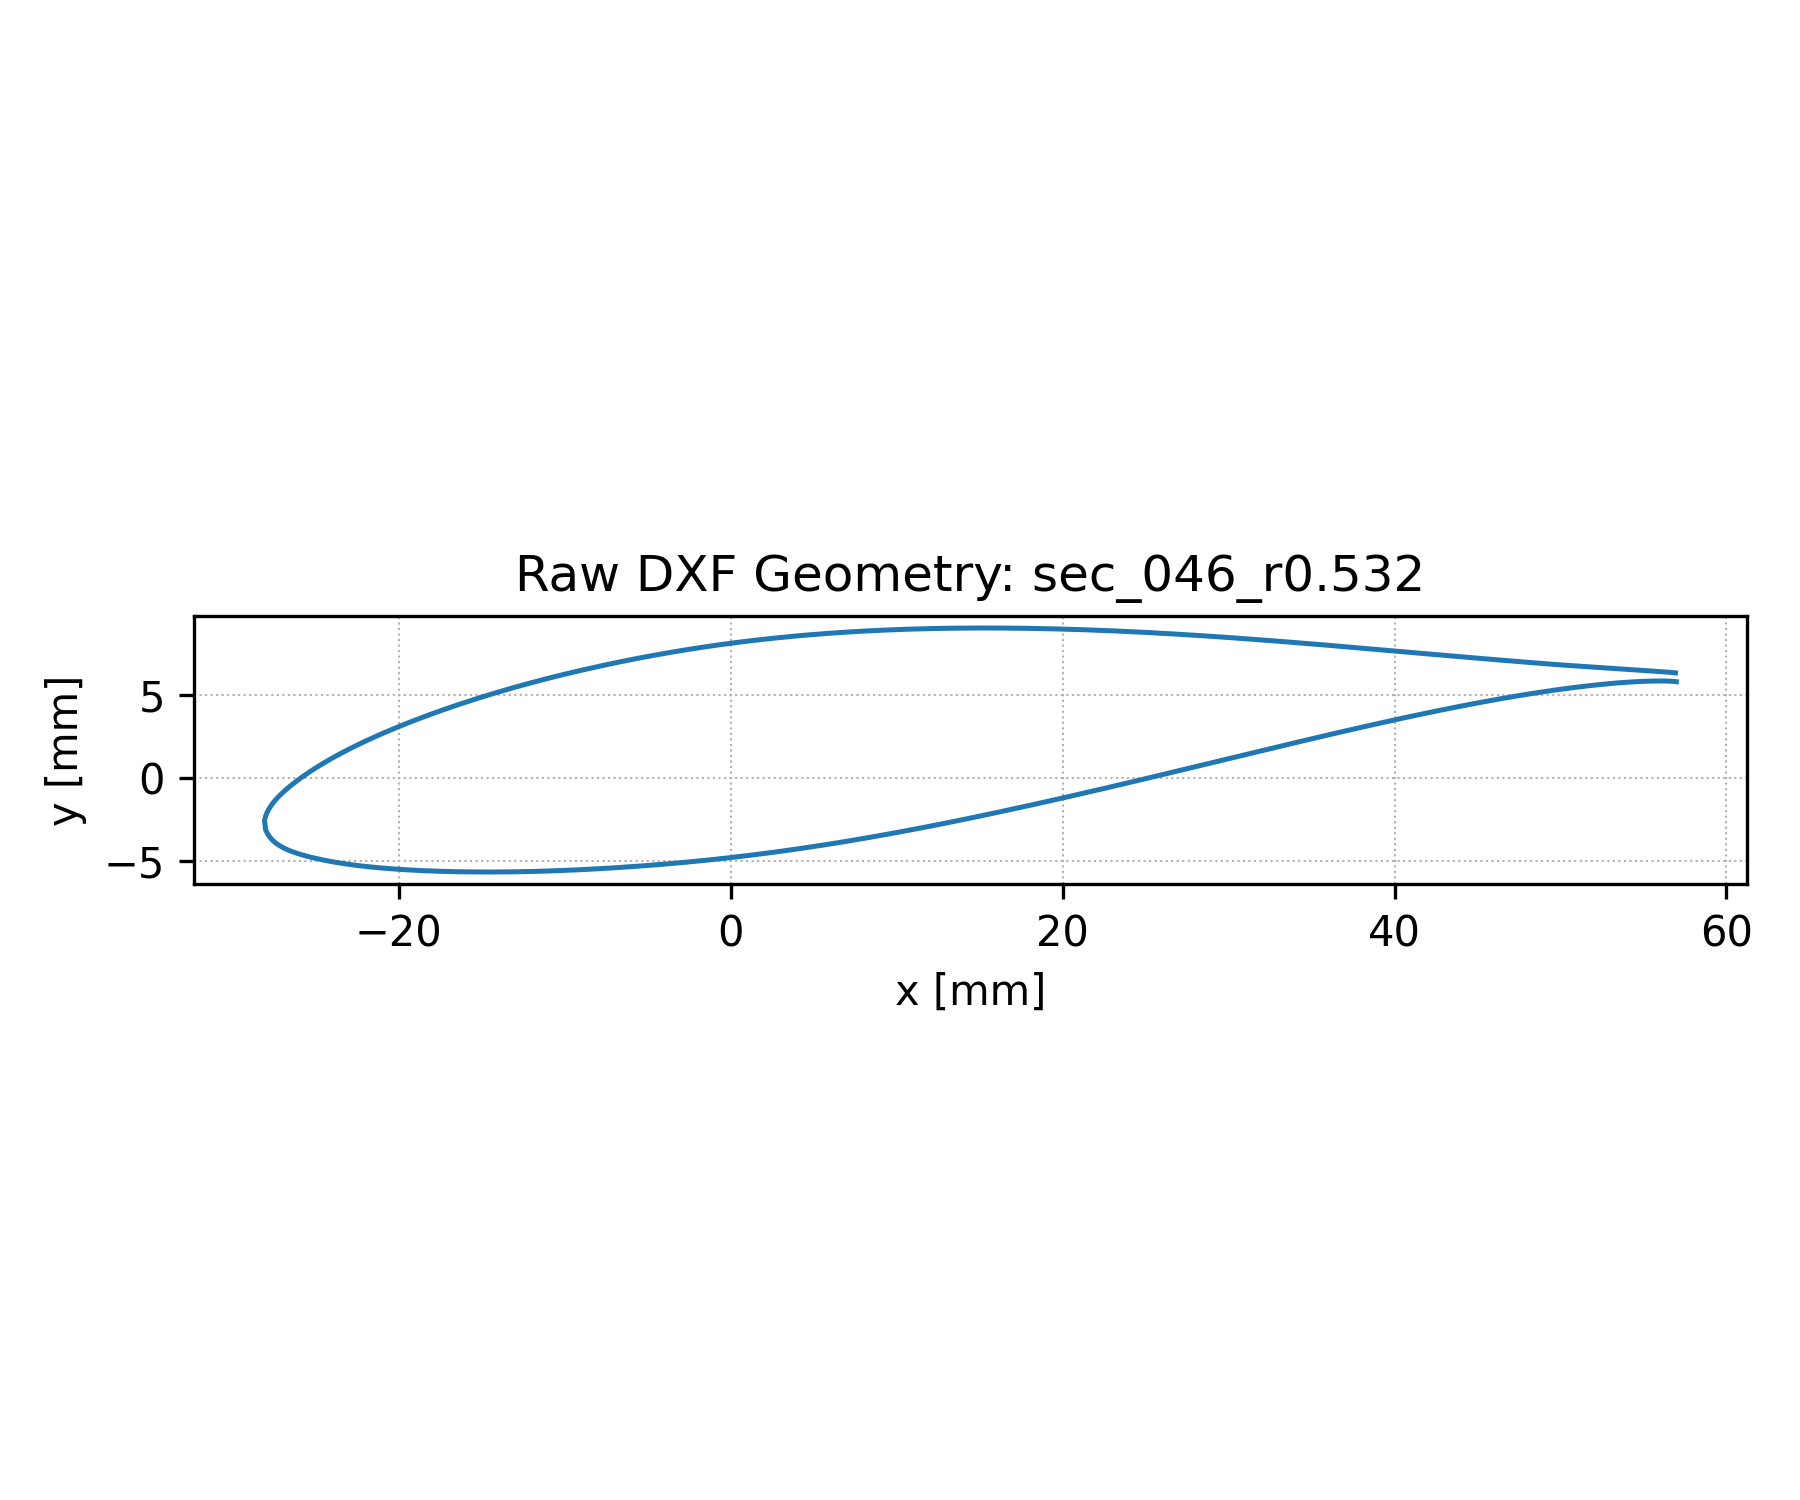 Raw DXF Geometry: sec_046_r0.532
y [mm]
5
0
−5
−20 0 20 40 60
x [mm]